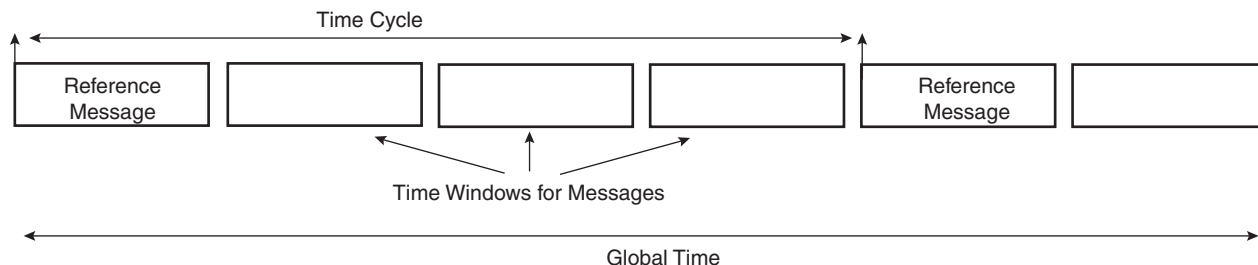 Time Cycle
Reference
Message
Reference
Message
Time Windows for Messages
Global Time